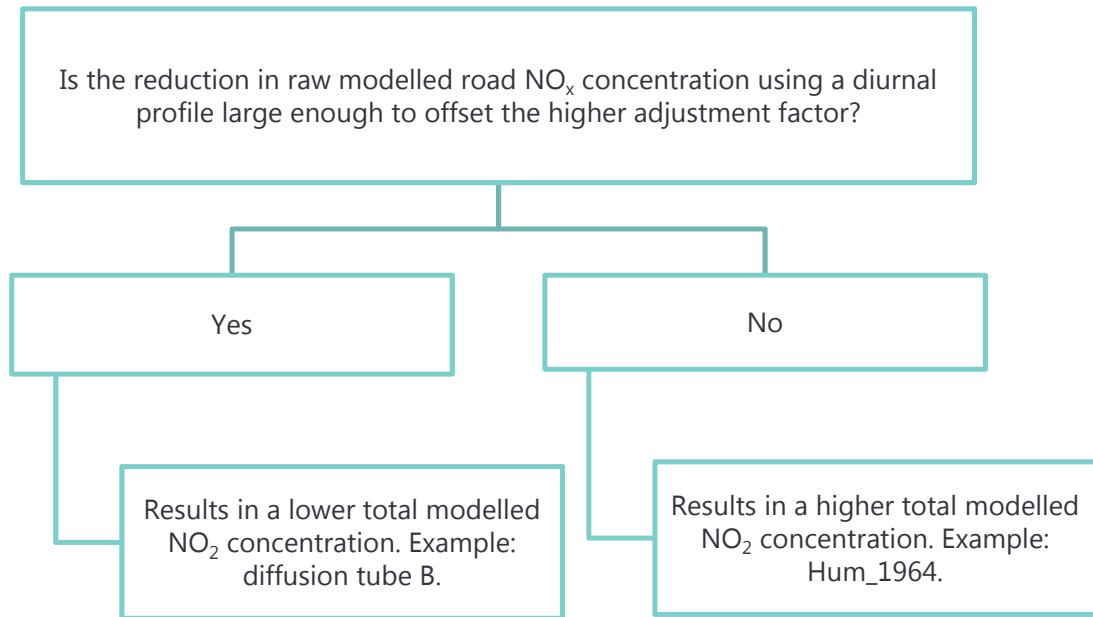 Is the reduction in raw modelled road NOₓ concentration using a diurnal
profile large enough to offset the higher adjustment factor?
Yes
No
Results in a lower total modelled
NO₂ concentration. Example:
diffusion tube B.
Results in a higher total modelled
NO₂ concentration. Example:
Hum_1964.